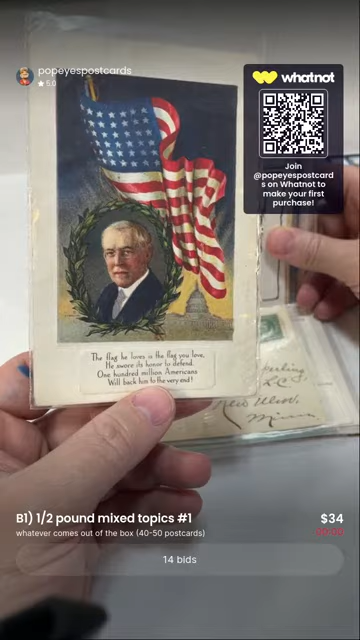 popeyespostcards
5.0
whatnot
Join
@popeyespostcard
s on Whatnot to
make your first
purchase!
The flag he loves is the flag you love,
He swore its honor to defend.
One hundred million Americans
Will back him to the very end!
New Ulm,
Minn
B1) 1/2 pound mixed topics #1
$34
whatever comes out of the box (40-50 postcards)
14 bids